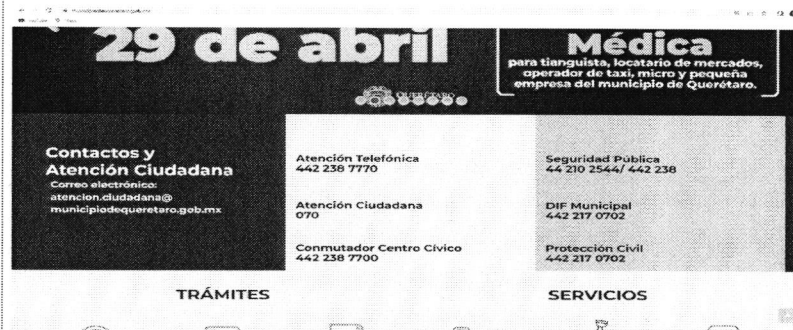 29 de abril
Médica
para tianguista, locatario de mercados,
operador de taxi, micro y pequeña
empresa del municipio de Querétaro.
QUERÉTARO
Contactos y
Atención Ciudadana
Correo electrónico:
atencion.ciudadana@
municipiodequeretaro.gob.mx
Atención Telefónica
442 238 7770
Atención Ciudadana
070
Conmutador Centro Cívico
442 238 7700
Seguridad Pública
44 210 2544/ 442 238
DIF Municipal
442 217 0702
Protección Civil
442 217 0702
TRÁMITES
SERVICIOS